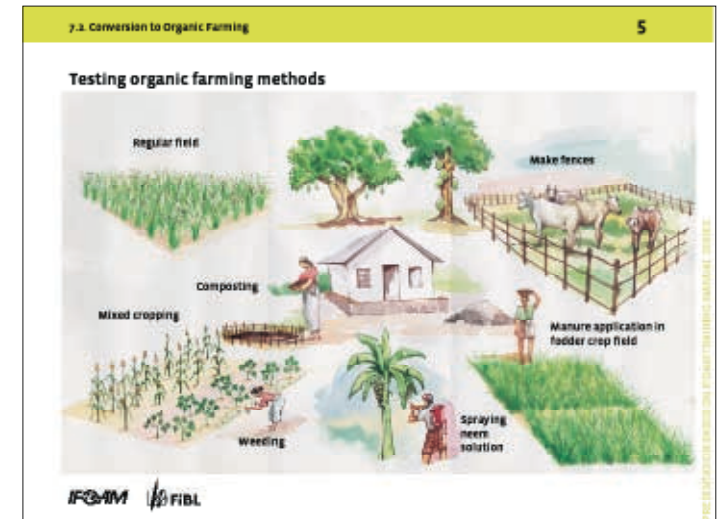 7.2. Conversion to Organic Farming
5
Testing organic farming methods
Regular field
Make fences
Composting
Mixed cropping
Manure application in
fodder crop field
Weeding
Spraying
neem
solution
IFOAM FiBL